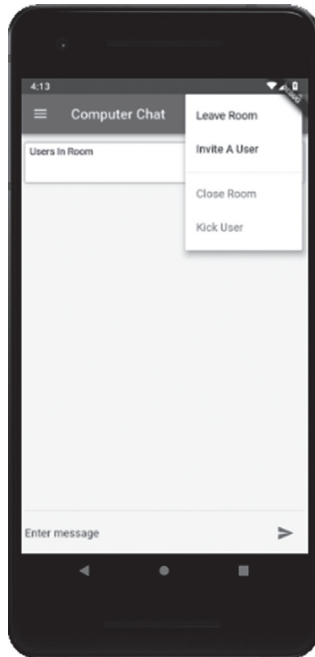 4:13
Computer Chat
Leave Room
Invite A User
Users In Room
Close Room
Kick User
Enter message